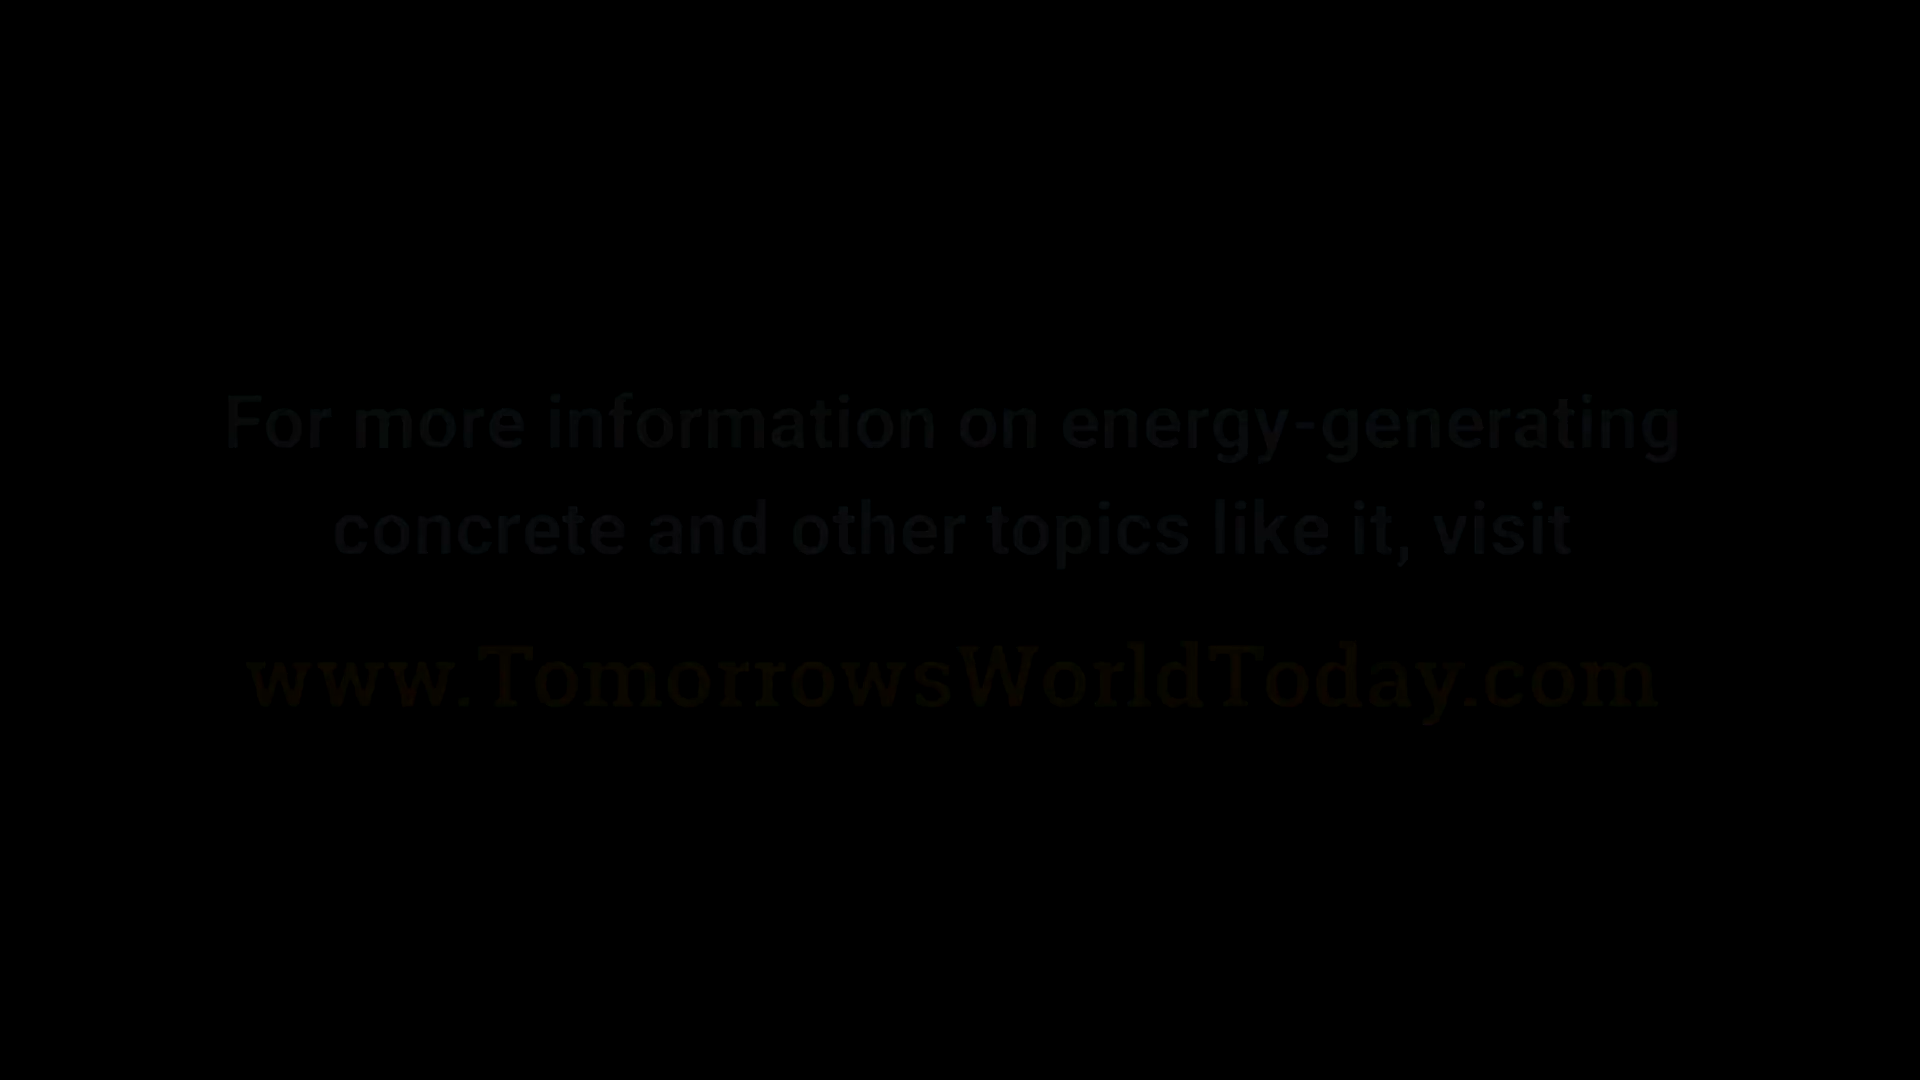 For more information on energy-generating
concrete and other topics like it, visit
www.TomorrowsWorldToday.com